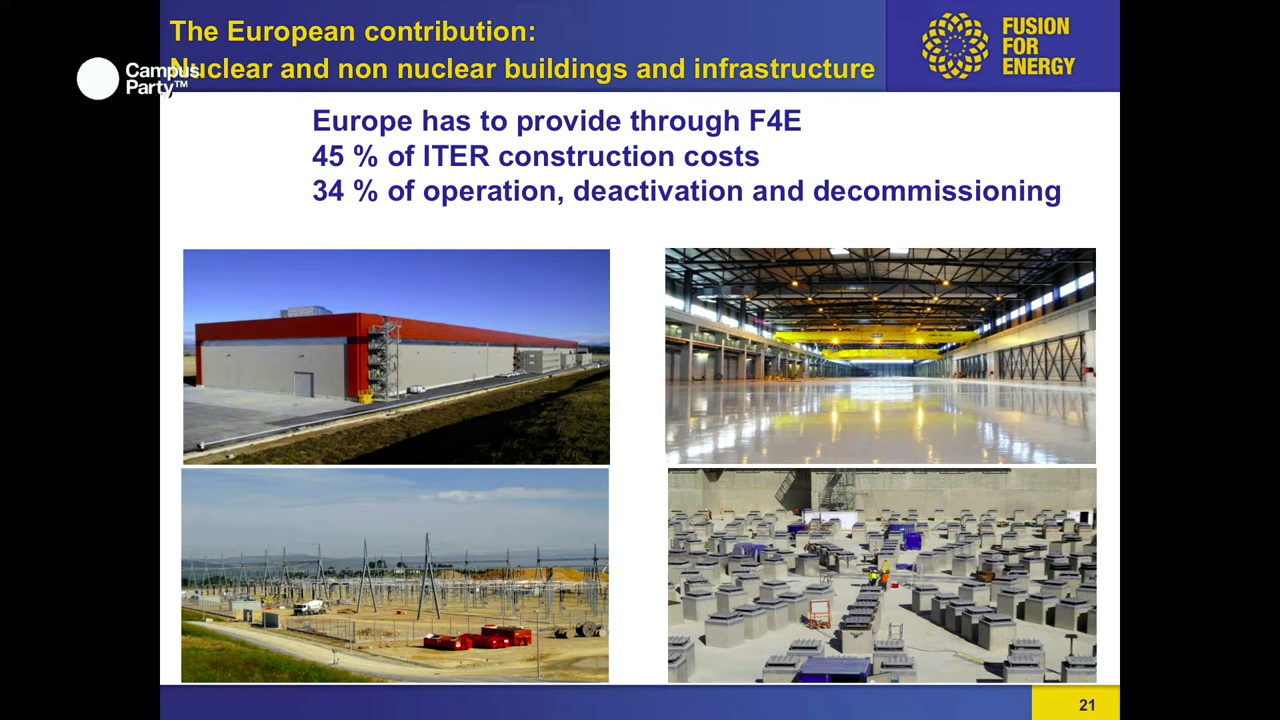 The European contribution:
Nuclear and non nuclear buildings and infrastructure
FUSION
FOR
ENERGY
Campus
Party™
Europe has to provide through F4E
45 % of ITER construction costs
34 % of operation, deactivation and decommissioning
21